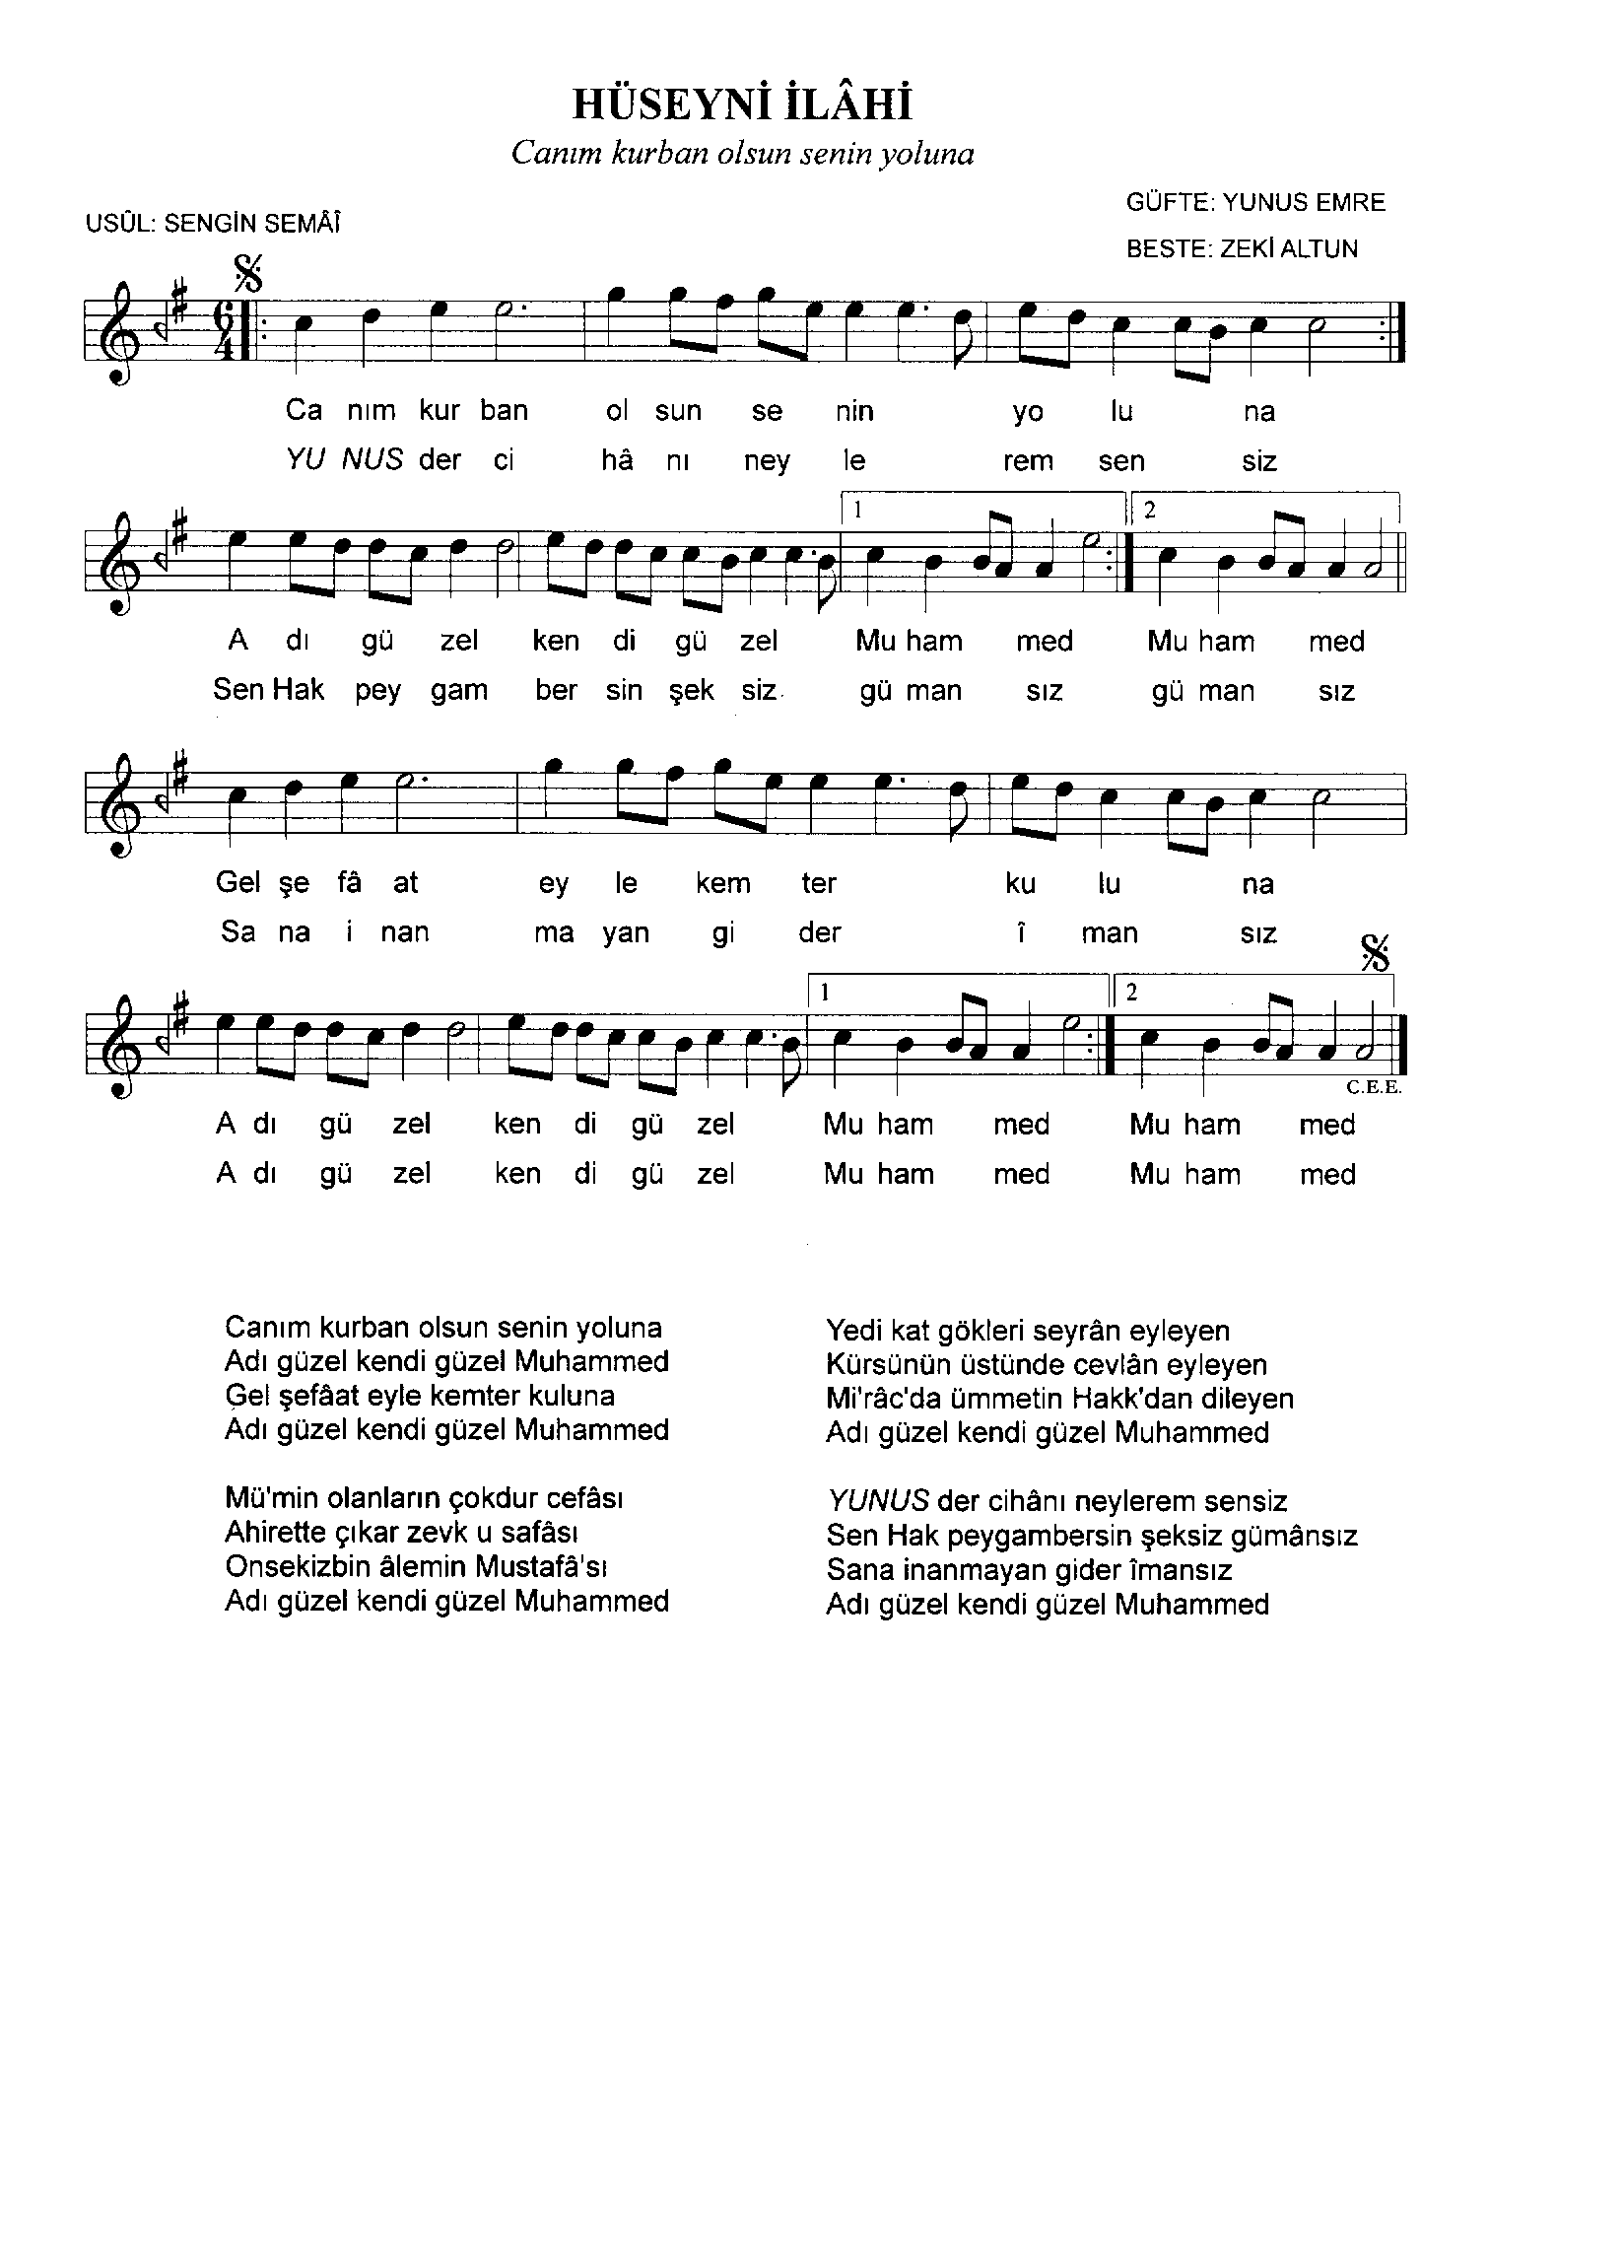 HÜSEYNİ İLÂHİ
Canım kurban olsun senin yoluna
GÜFTE: YUNUS EMRE
USÛL: SENGİN SEMÂÎ
BESTE: ZEKİ ALTUN
6
4
Ca nım kur ban ol sun se nin yo lu na
YU NUS der ci hâ nı ney le rem sen siz
1 2
A dı gü zel ken di gü zel Mu ham med Mu ham med
Sen Hak pey gam ber sin şek siz gü man sız gü man sız
Gel şe fâ at ey le kem ter ku lu na
Sa na i nan ma yan gi der î man sız
1 2
C.E.E.
A dı gü zel ken di gü zel Mu ham med Mu ham med
A dı gü zel ken di gü zel Mu ham med Mu ham med
Canım kurban olsun senin yoluna
Adı güzel kendi güzel Muhammed
Gel şefâat eyle kemter kuluna
Adı güzel kendi güzel Muhammed
Mü'min olanların çokdur cefâsı
Ahirette çıkar zevk u safâsı
Onsekizbin âlemin Mustafâ'sı
Adı güzel kendi güzel Muhammed
Yedi kat gökleri seyrân eyleyen
Kürsünün üstünde cevlân eyleyen
Mi'râc'da ümmetin Hakk'dan dileyen
Adı güzel kendi güzel Muhammed
YUNUS der cihânı neylerem sensiz
Sen Hak peygambersin şeksiz gümânsız
Sana inanmayan gider îmansız
Adı güzel kendi güzel Muhammed